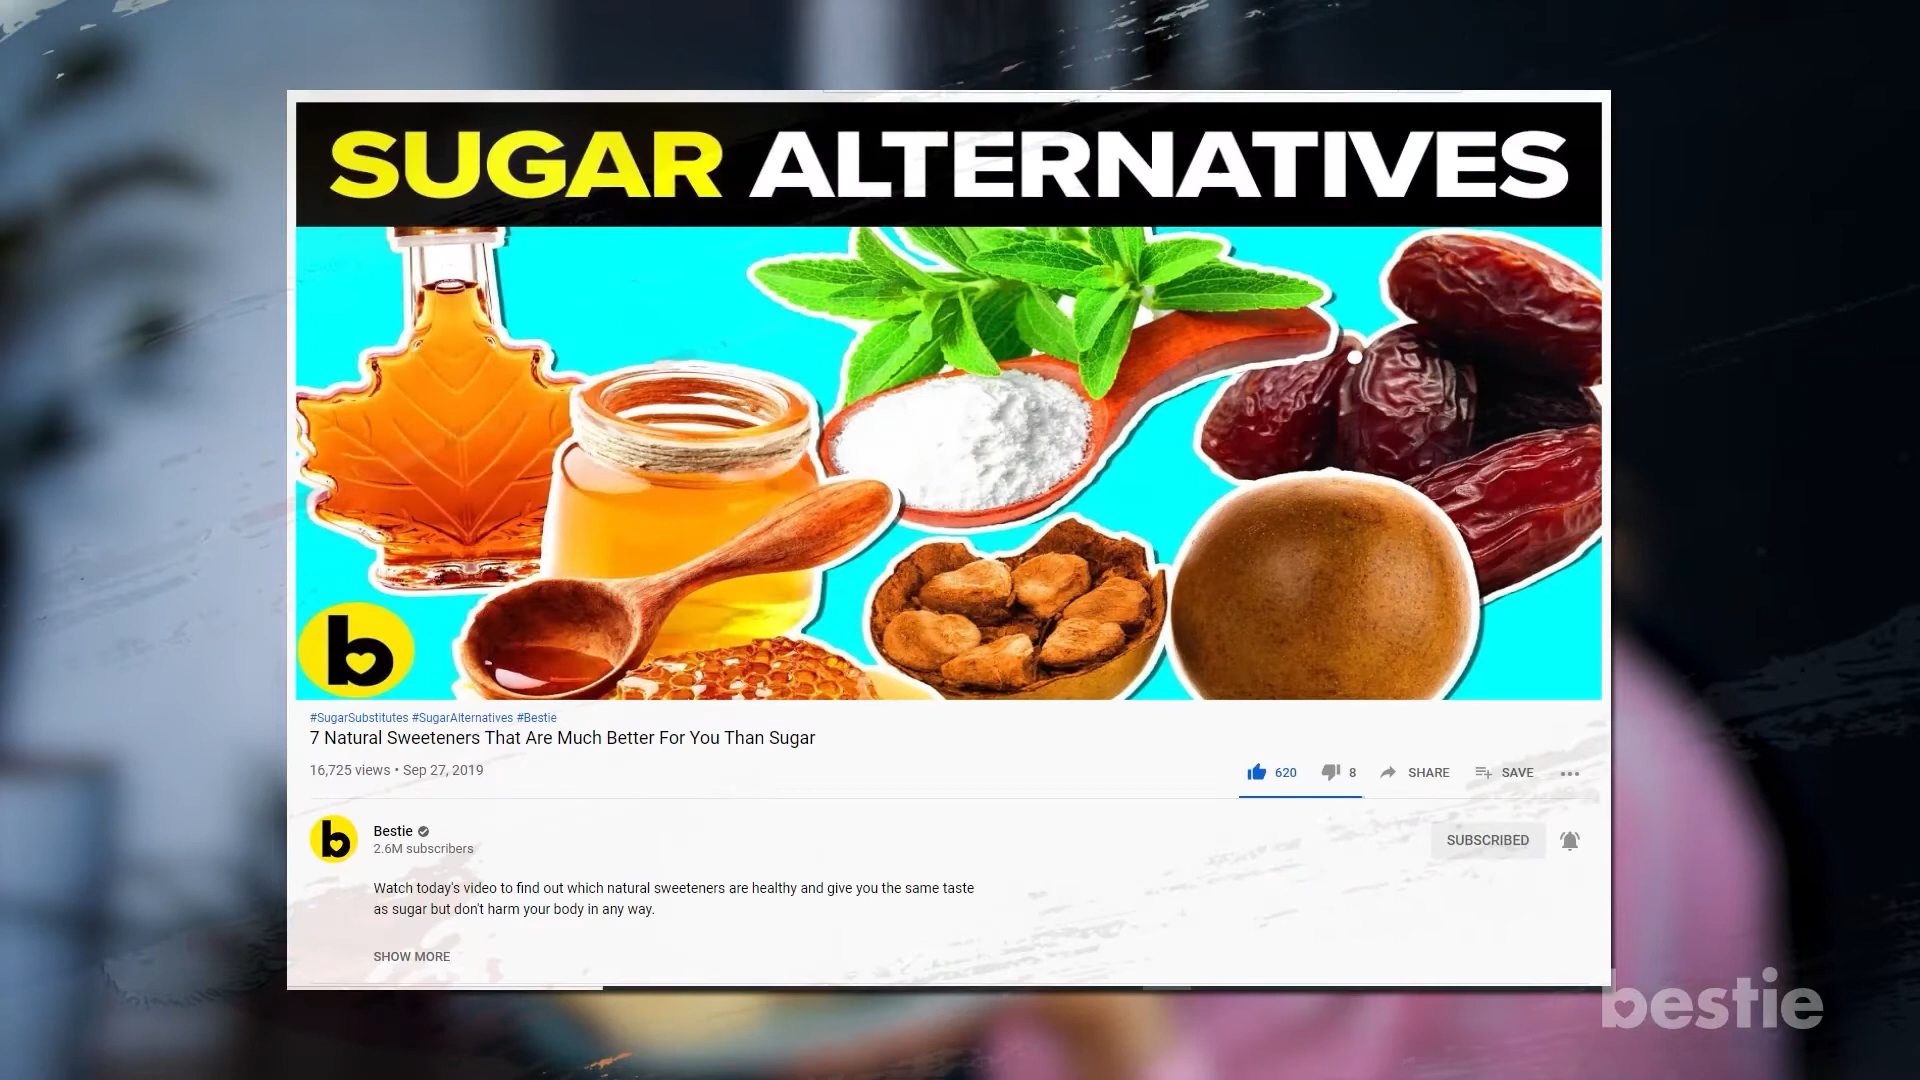 SUGAR ALTERNATIVES
b
#SugarSubstitutes #SugarAlternatives #Bestie
7 Natural Sweeteners That Are Much Better For You Than Sugar
16,725 views • Sep 27, 2019
620 8 SHARE SAVE
b
Bestie
2.6M subscribers
SUBSCRIBED
Watch today's video to find out which natural sweeteners are healthy and give you the same taste
as sugar but don't harm your body in any way.
SHOW MORE
bestie